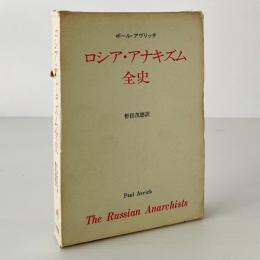 ポール・アヴリッチ
ロシア・アナキズム
全史
野田茂徳訳
Paul Avrich
The Russian Anarchists